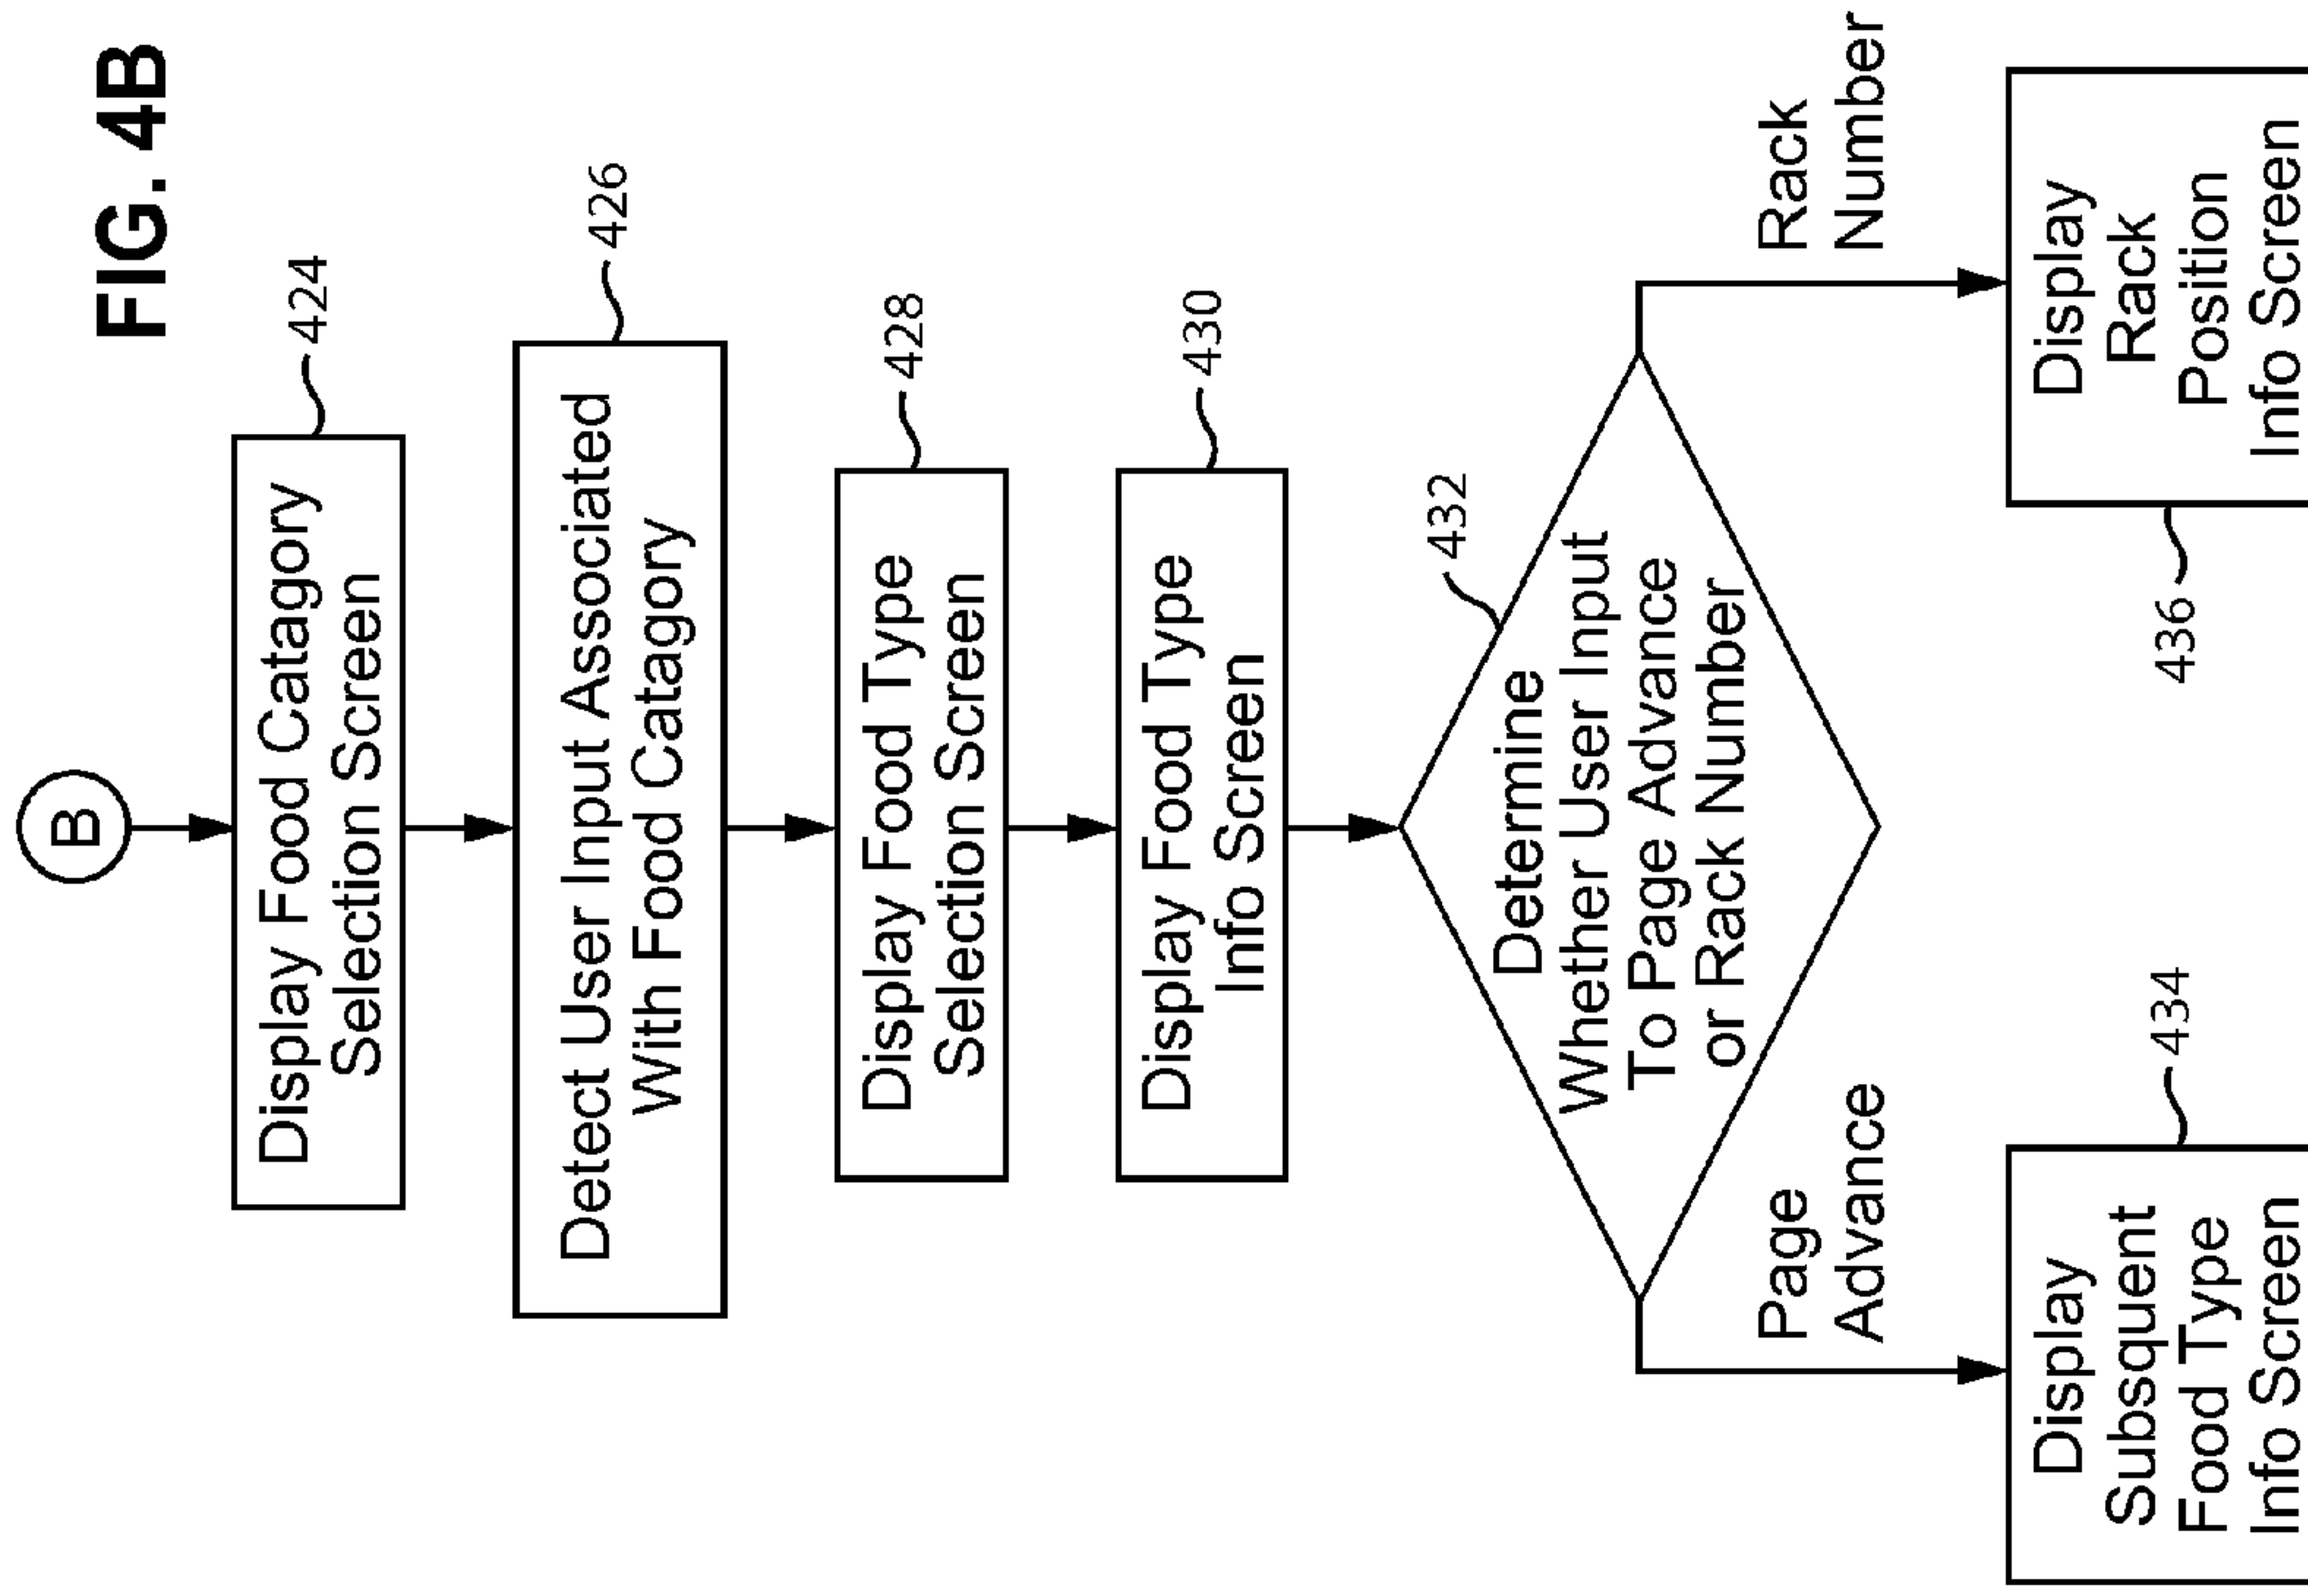 FIG. 4B
B
Display Food Catagory
Selection Screen
424
Detect User Input Associated
With Food Catagory
426
Display Food Type
Selection Screen
428
Display Food Type
Info Screen
430
432
Determine
Whether User Input
To Page Advance
or Rack Number
Page
Advance
Rack
Number
Display
Subsquent
Food Type
Info Screen
434
Display
Rack
Position
Info Screen
436